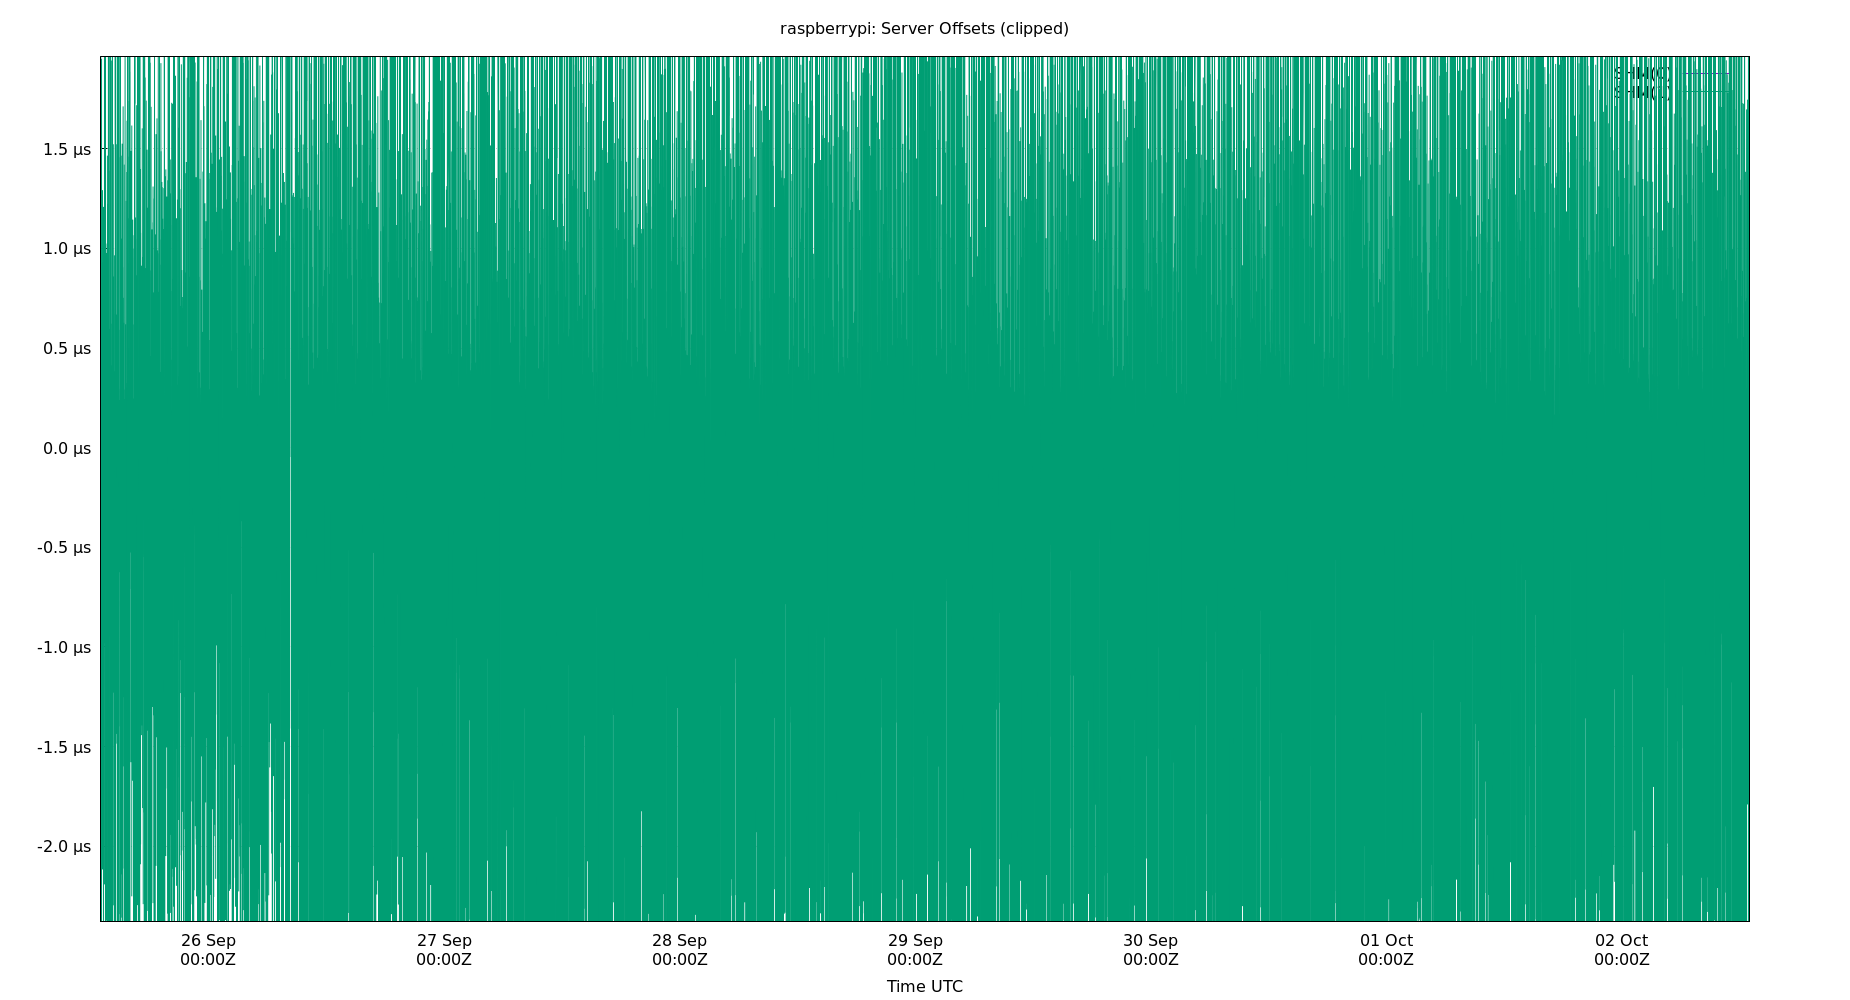 raspberrypi: Server Offsets (clipped)
SHM(0)
1.5 µs
1.0 µs
0.5 µs
0.0 µs
-0.5 µs
-1.0 µs
-1.5 µs
-2.0 µs
26 Sep 27 Sep 28 Sep 29 Sep 30 Sep 01 Oct 02 Oct
00:00Z 00:00Z 00:00Z 00:00Z 00:00Z 00:00Z 00:00Z
Time UTC